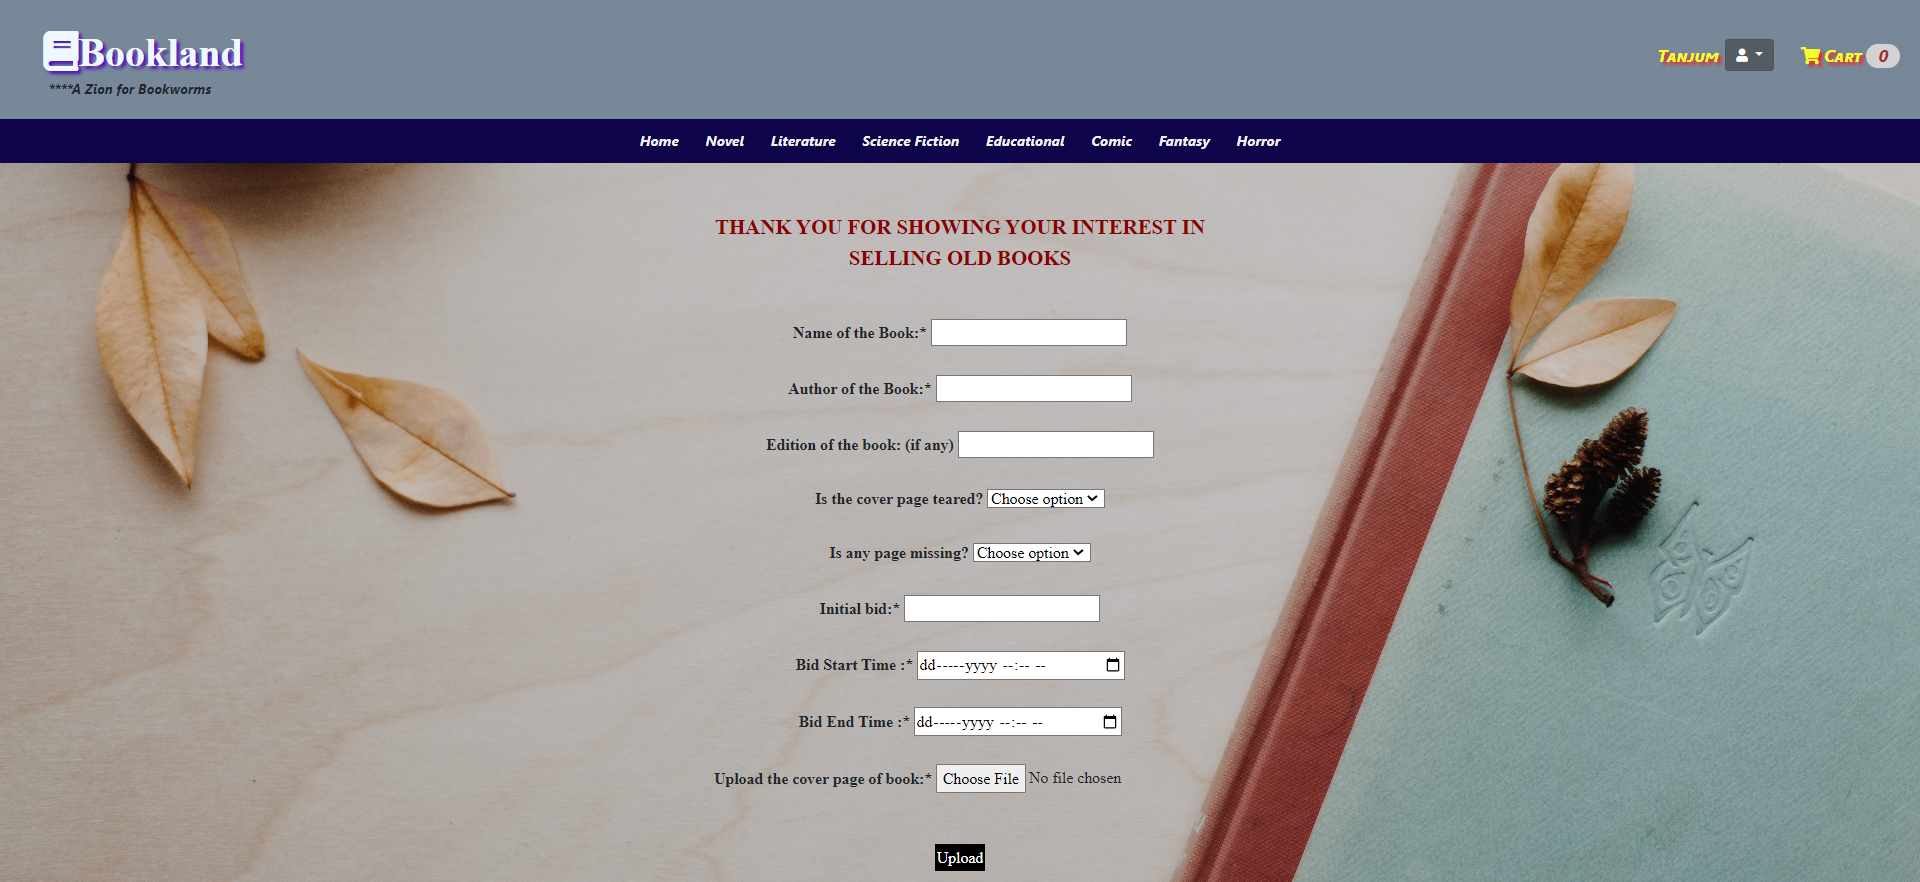 Bookland
****A Zion for Bookworms
Tanjum
Cart 0
Home Novel Literature Science Fiction Educational Comic Fantasy Horror
THANK YOU FOR SHOWING YOUR INTEREST IN
SELLING OLD BOOKS
Name of the Book:*
Author of the Book:*
Edition of the book: (if any)
Is the cover page teared? Choose option
Is any page missing? Choose option
Initial bid:*
Bid Start Time :* dd-----yyyy --:-- --
Bid End Time :* dd-----yyyy --:-- --
Upload the cover page of book:* Choose File No file chosen
Upload